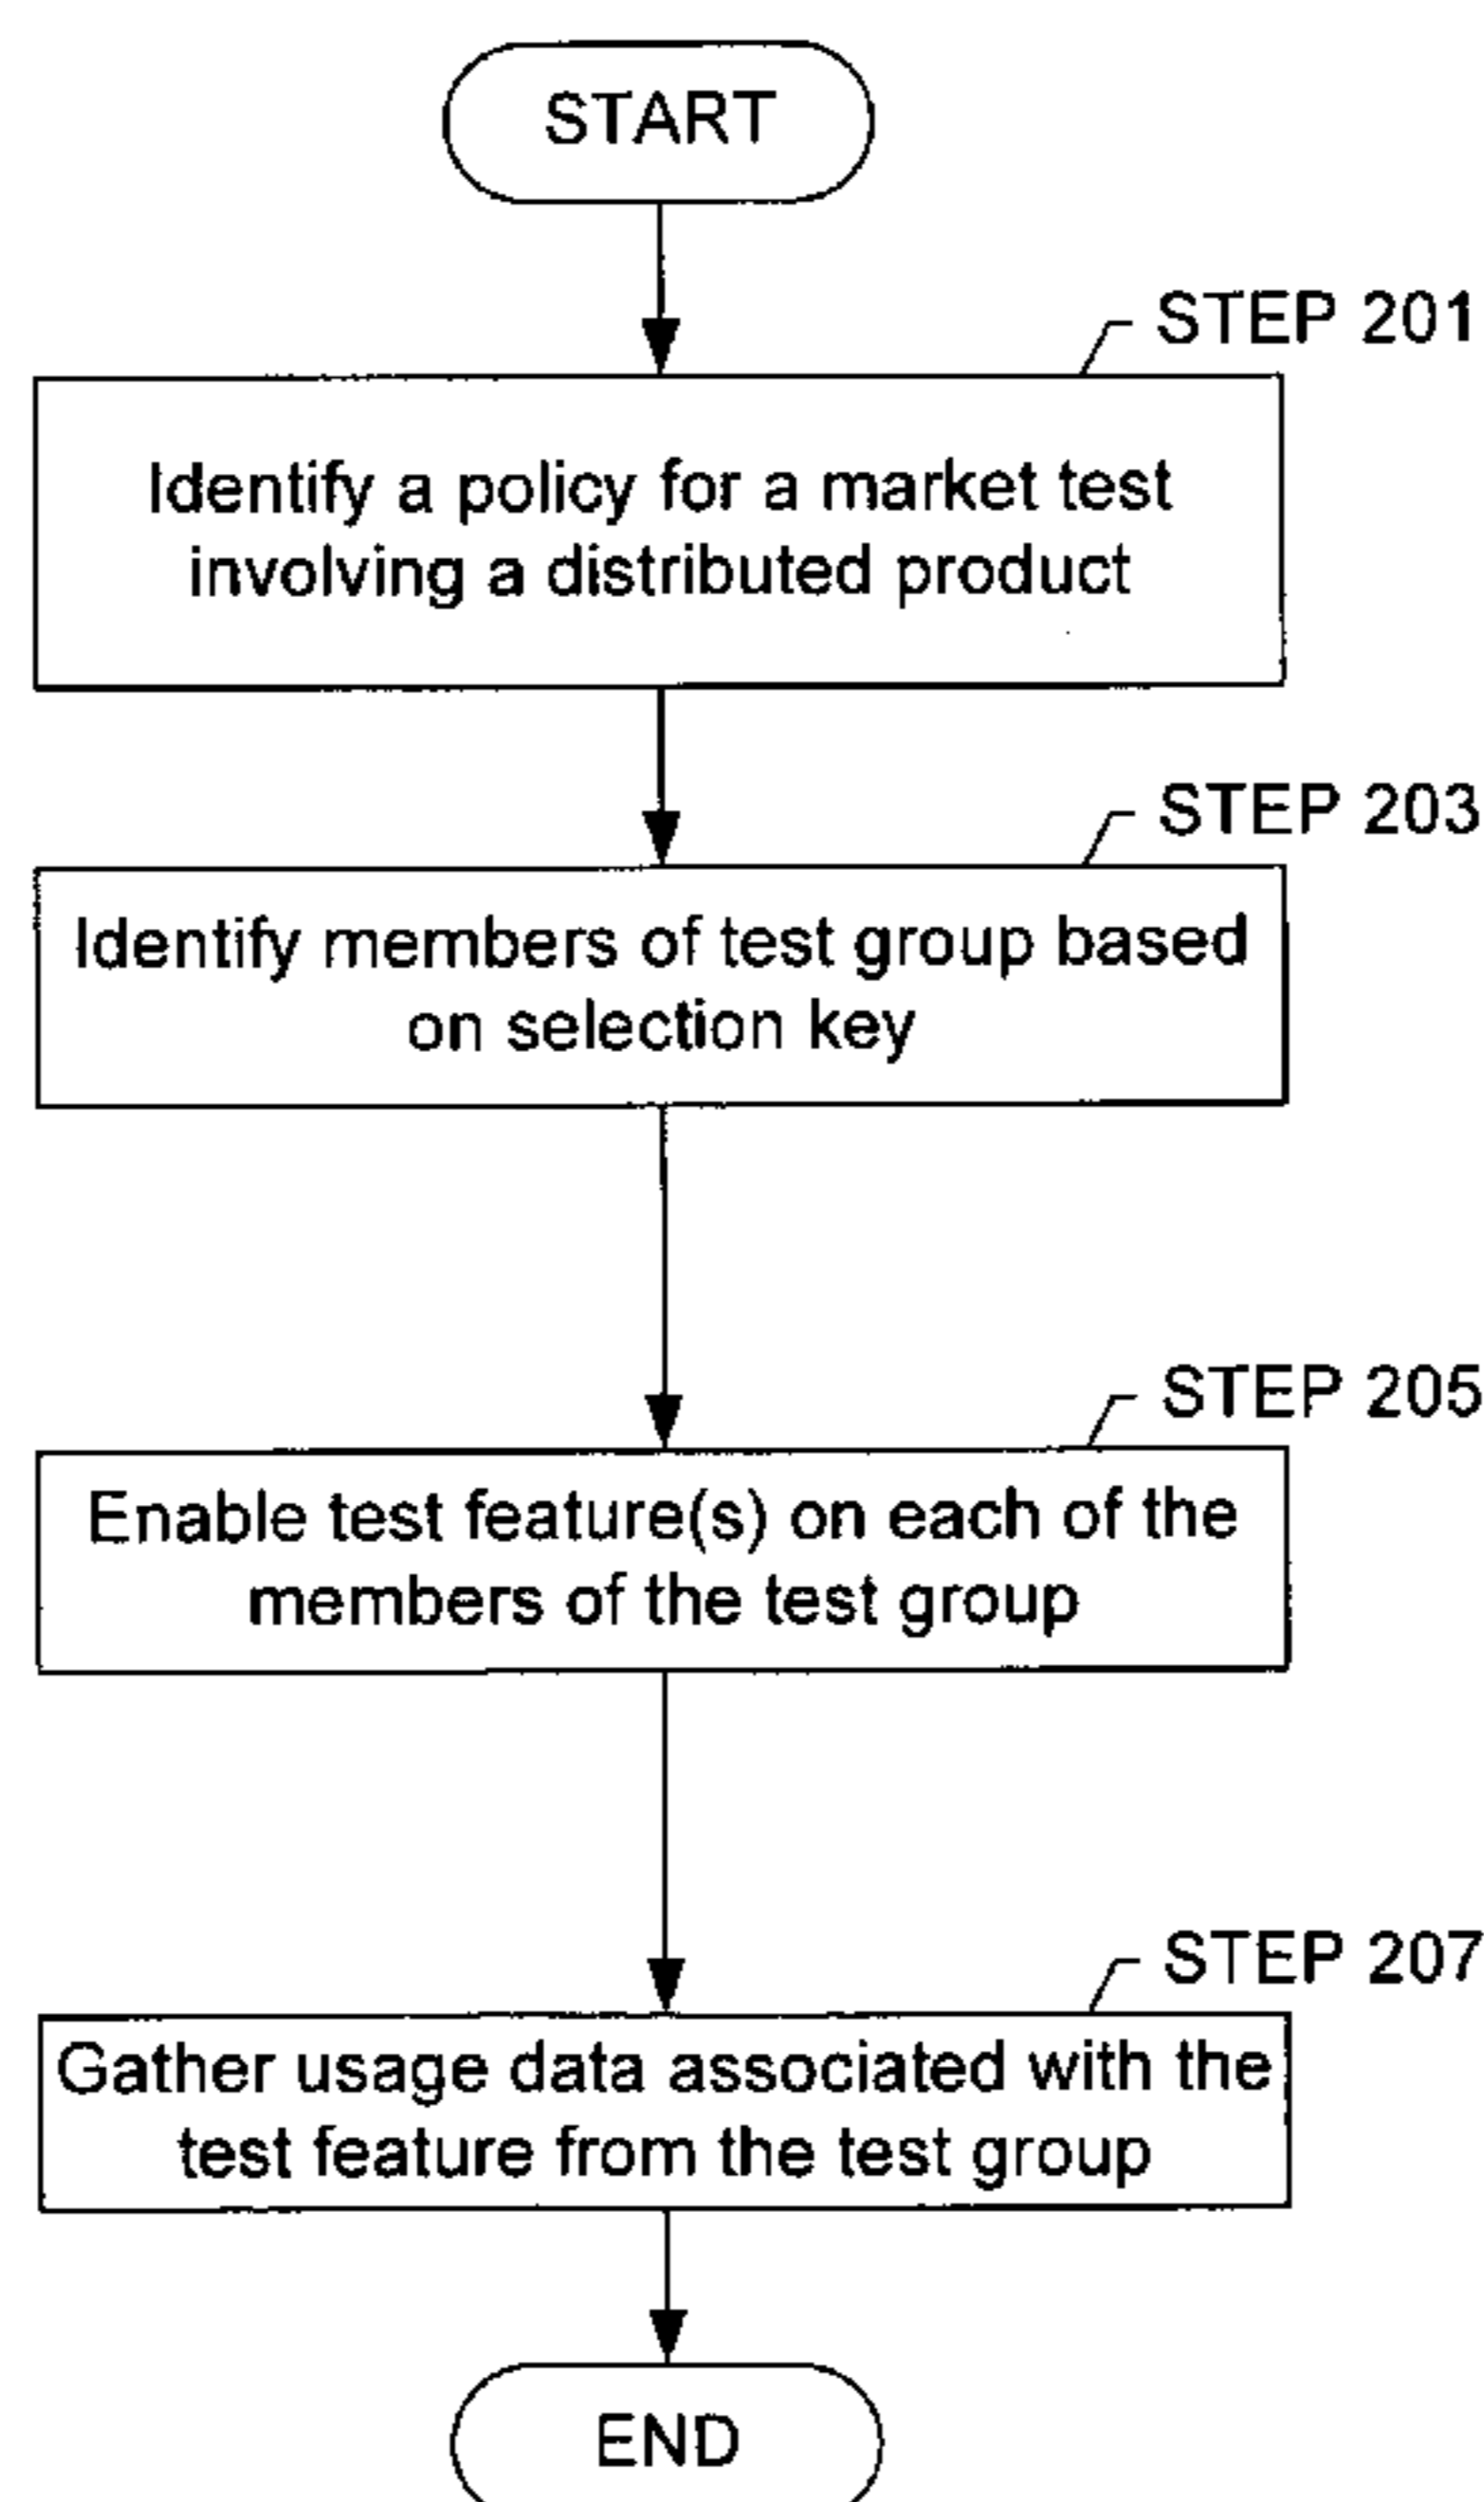 START
STEP 201
Identify a policy for a market test
involving a distributed product
STEP 203
Identify members of test group based
on selection key
STEP 205
Enable test feature(s) on each of the
members of the test group
STEP 207
Gather usage data associated with the
test feature from the test group
END